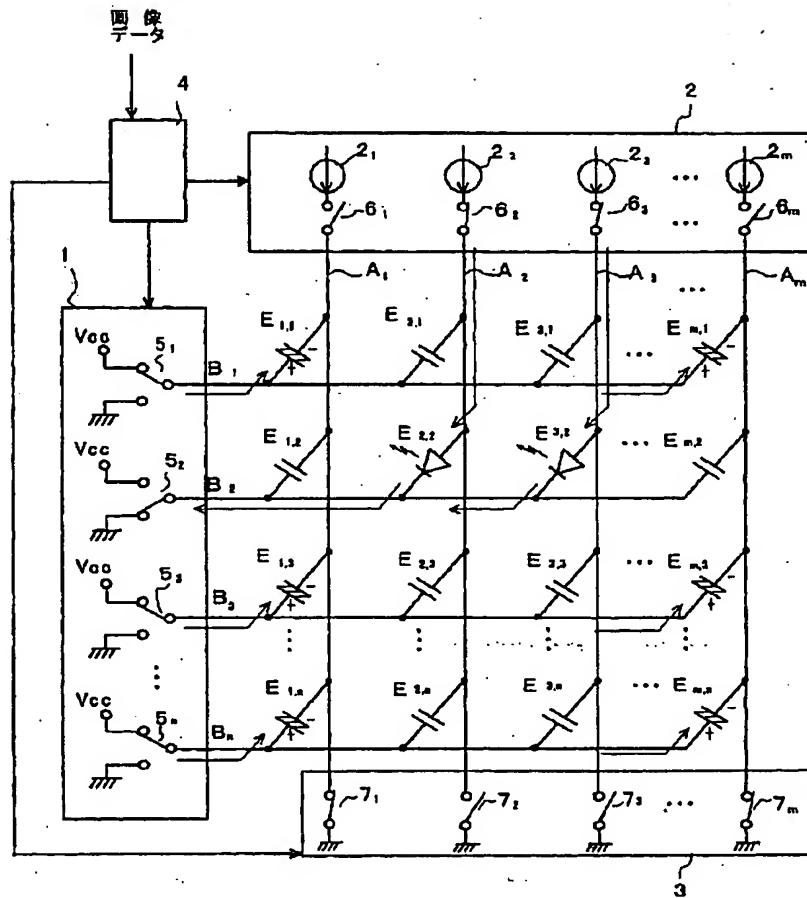 画像
データ
4
2
2₁ 2₂ 2₃ … 2m
6₁ 6₂ 6₃ … 6m
1
A₁ A₂ A₃ … Am
Vcc 5₁ B₁ E₁,₁ E₂,₁ E₃,₁ … Em,₁
+ -
+ -
Vcc 5₂ B₂ E₁,₂ E₂,₂ E₃,₂ … Em,₂
Vcc 5₃ B₃ E₁,₃ E₂,₃ E₃,₃ … Em,₃
+ -
+ -
Vcc 5n Bn E₁,n E₂,n E₃,n … Em,n
+ -
+ -
7₁ 7₂ 7₃ … 7m
3